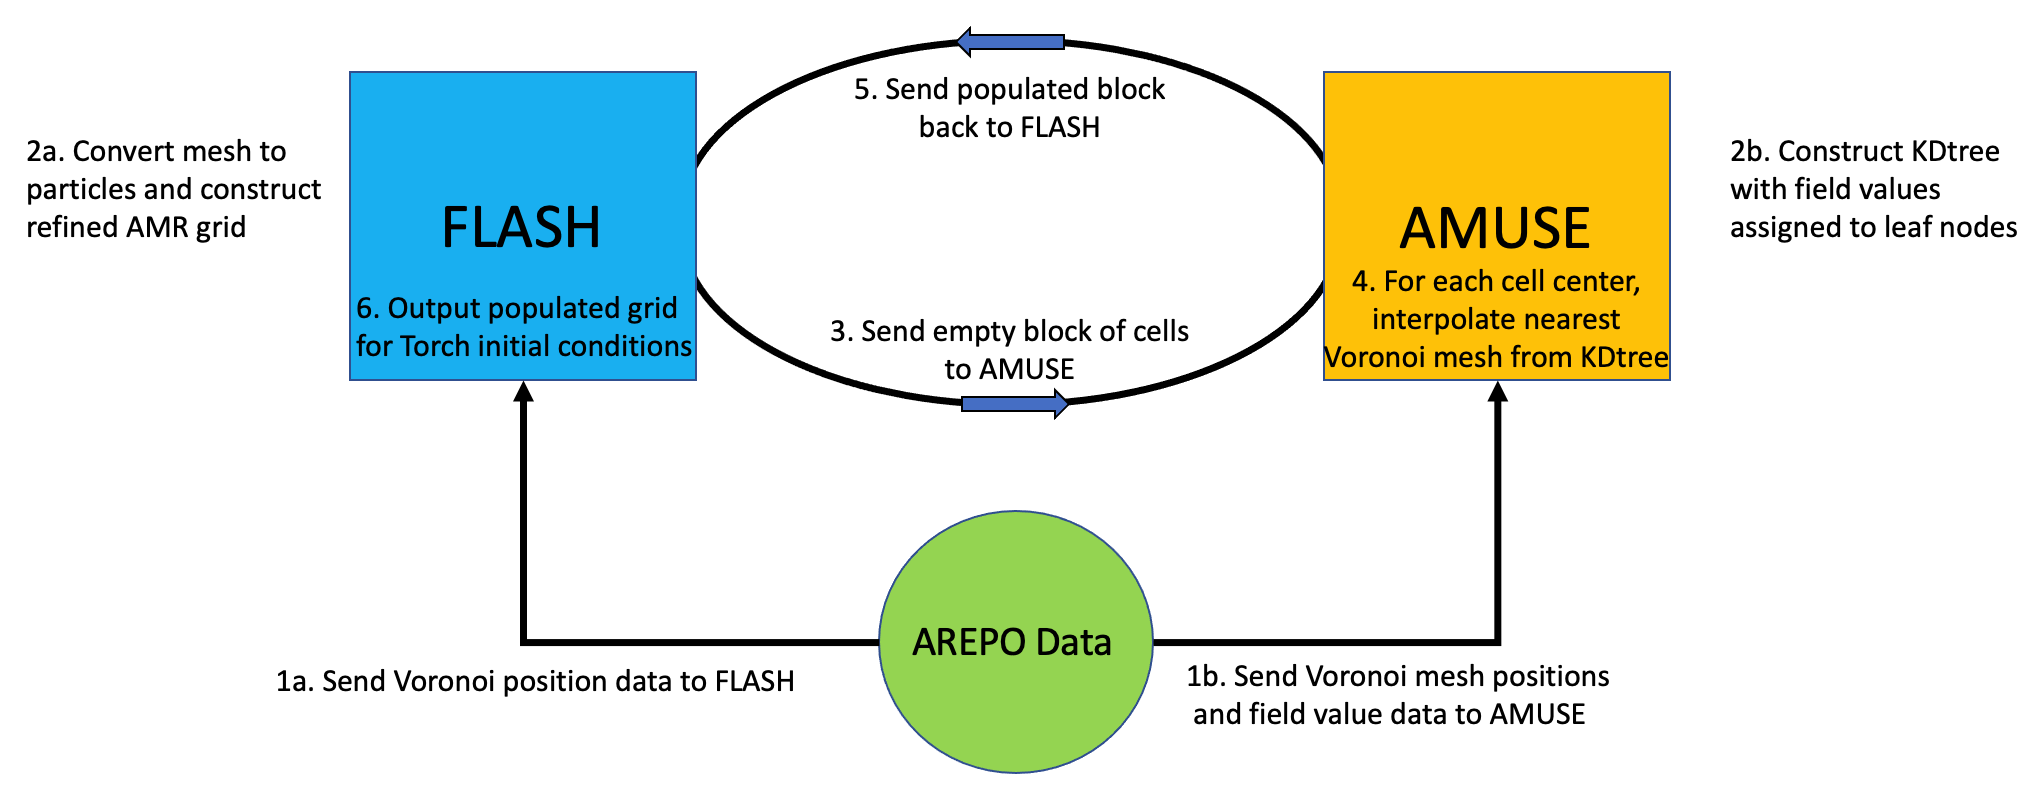 5. Send populated block
back to FLASH
2a. Convert mesh to
particles and construct
refined AMR grid
FLASH
6. Output populated grid
for Torch initial conditions
3. Send empty block of cells
to AMUSE
AMUSE
4. For each cell center,
interpolate nearest
Voronoi mesh from KDtree
2b. Construct KDtree
with field values
assigned to leaf nodes
AREPO Data
1a. Send Voronoi position data to FLASH
1b. Send Voronoi mesh positions
and field value data to AMUSE